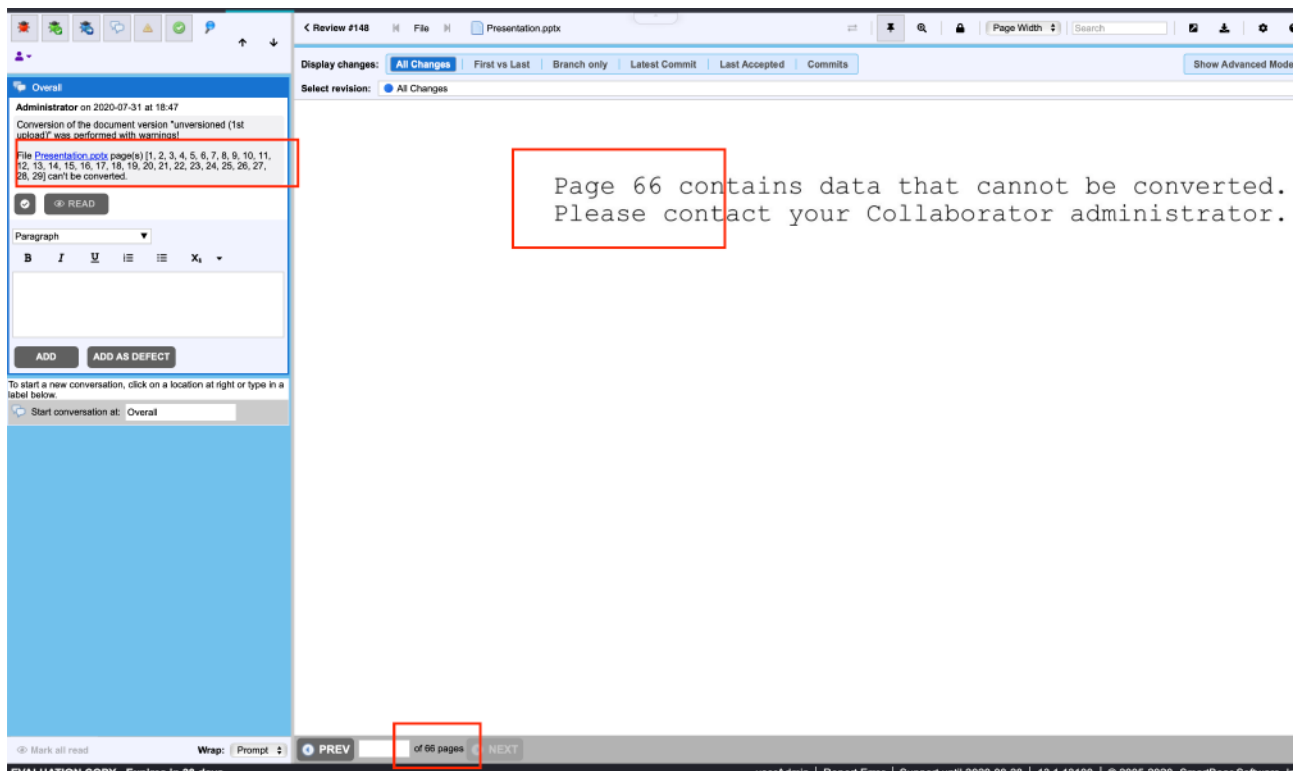 Review #148 File Presentation.pptx Page Width Search
Display changes: All Changes First vs Last Branch only Latest Commit Last Accepted Commits Show Advanced Mode
Select revision: All Changes
Overall
Administrator on 2020-07-31 at 18:47
Conversion of the document version "unversioned (1st
upload)" was performed with warnings!
File Presentation.pptx page(s) [1, 2, 3, 4, 5, 6, 7, 8, 9, 10, 11,
12, 13, 14, 15, 16, 17, 18, 19, 20, 21, 22, 23, 24, 25, 26, 27,
28, 29] can't be converted.
READ
Paragraph
B I U X₁
ADD ADD AS DEFECT
To start a new conversation, click on a location at right or type in a
label below.
Start conversation at: Overall
Page 66 contains data that cannot be converted.
Please contact your Collaborator administrator.
Mark all read Wrap: Prompt
PREV of 66 pages NEXT